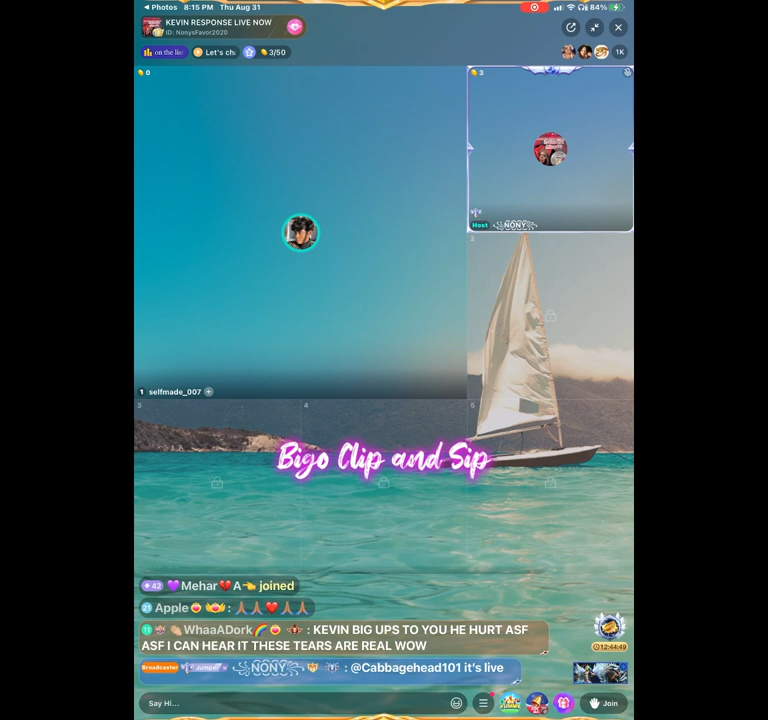 ◀ Photos 8:15 PM Thu Aug 31 84%
KEVIN RESPONSE LIVE NOW
ID: NonysFavor2020
on the lis Let's ch 3/50 1K
0
3
Host NONY
2
1 selfmade_007 +
3 4 5
Bigo Clip and Sip
42 Mehar A joined
21 Apple :
11 WhaaADork : KEVIN BIG UPS TO YOU HE HURT ASF
ASF I CAN HEAR IT THESE TEARS ARE REAL WOW
Broadcaster Jumper NONY : @Cabbagehead101 it's live
12:44:49
Say Hi... Join